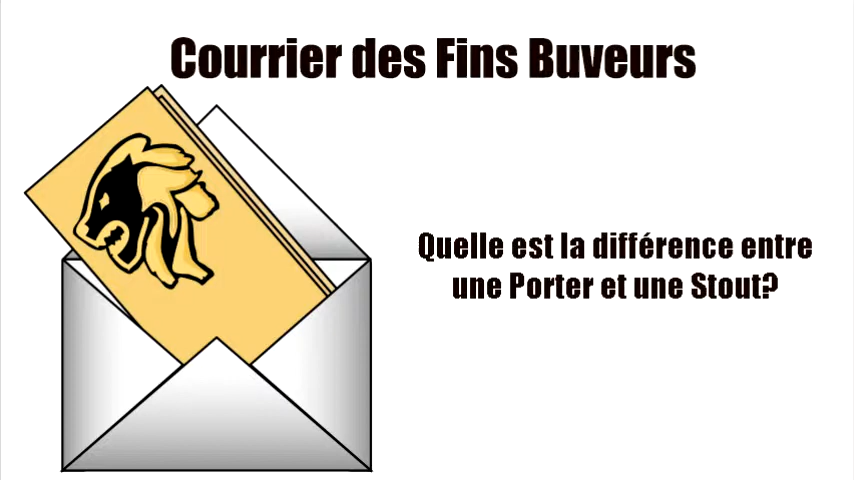 Courrier des Fins Buveurs
Quelle est la différence entre
une Porter et une Stout?